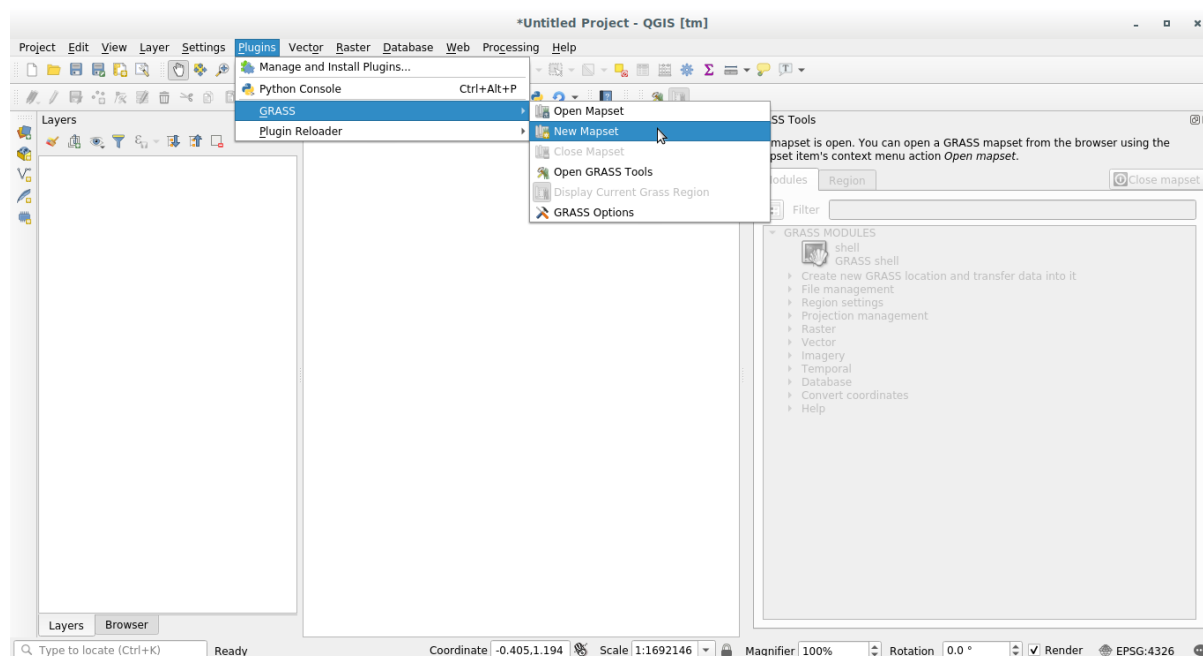 *Untitled Project - QGIS [tm]
Project Edit View Layer Settings Plugins Vector Raster Database Web Processing Help
Manage and Install Plugins...
Python Console Ctrl+Alt+P
GRASS
Plugin Reloader
Open Mapset
New Mapset
Close Mapset
Open GRASS Tools
Display Current Grass Region
GRASS Options
Layers
Tools
mapset is open. You can open a GRASS mapset from the browser using the
item's context menu action Open mapset.
Region
Close mapset
Filter
GRASS MODULES
shell
GRASS shell
Create new GRASS location and transfer data into it
File management
Region settings
Projection management
Raster
Vector
Imagery
Temporal
Database
Convert coordinates
Help
Layers Browser
Type to locate (Ctrl+K) Ready Coordinate -0.405,1.194 Scale 1:1692146 Magnifier 100% Rotation 0.0 ° Render EPSG:4326